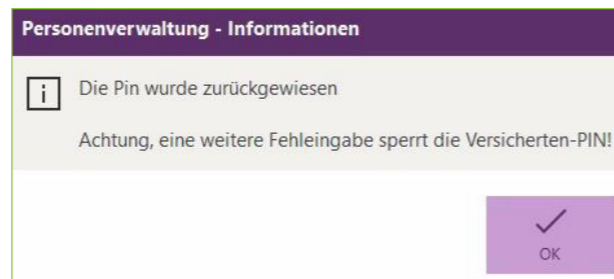 Personenverwaltung - Informationen
Die Pin wurde zurückgewiesen
Achtung, eine weitere Fehleingabe sperrt die Versicherten-PIN!
OK